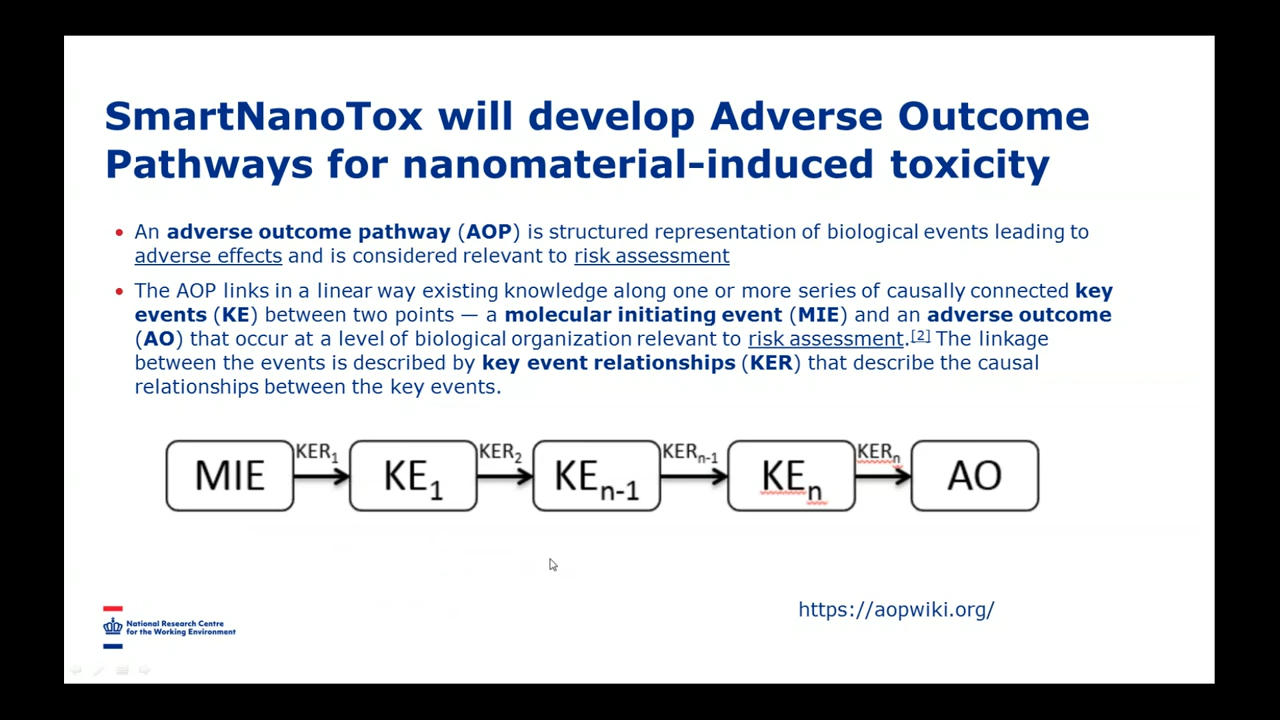 SmartNanoTox will develop Adverse Outcome
Pathways for nanomaterial-induced toxicity
• An adverse outcome pathway (AOP) is structured representation of biological events leading to
adverse effects and is considered relevant to risk assessment
• The AOP links in a linear way existing knowledge along one or more series of causally connected key
events (KE) between two points — a molecular initiating event (MIE) and an adverse outcome
(AO) that occur at a level of biological organization relevant to risk assessment.[2] The linkage
between the events is described by key event relationships (KER) that describe the causal
relationships between the key events.
MIE KER1 KE1 KER2 KEn-1 KERn-1 KEn KERn AO
https://aopwiki.org/
National Research Centre
for the Working Environment